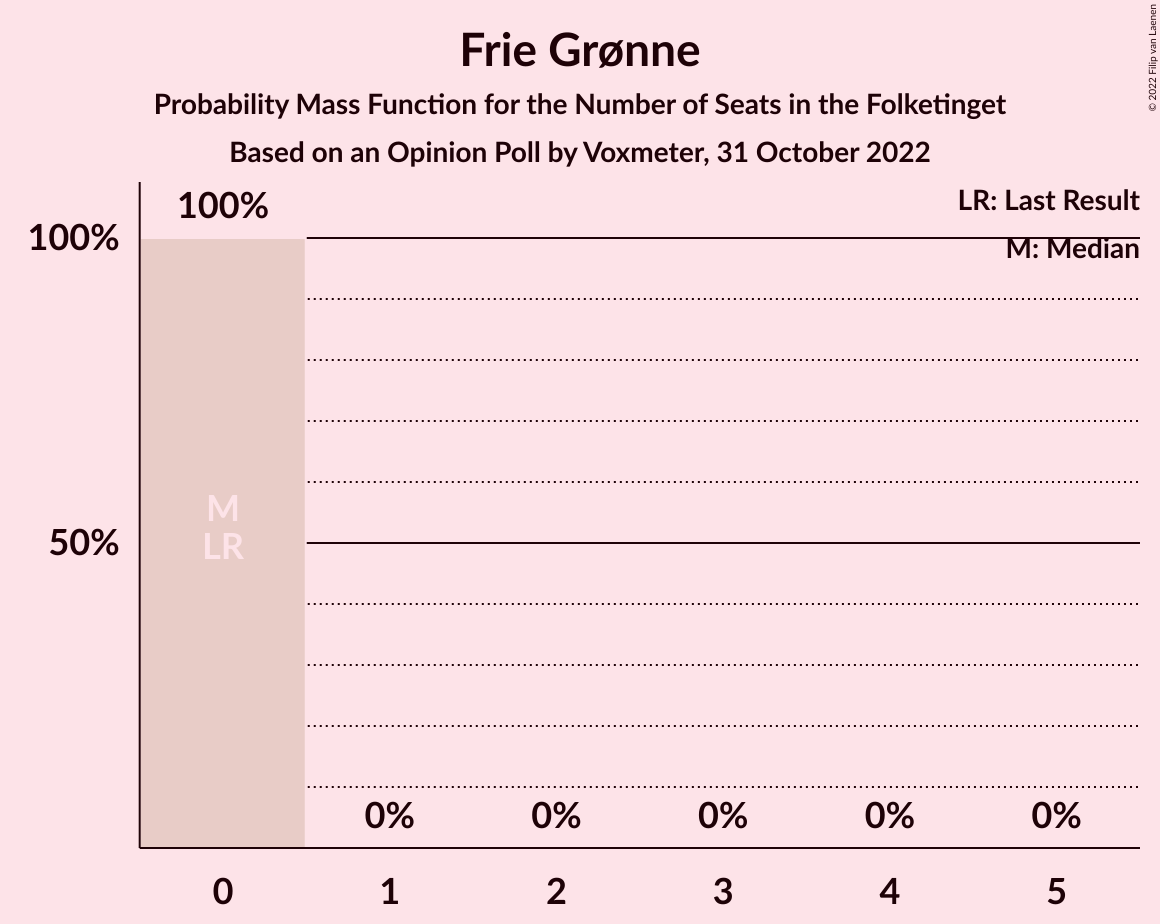 Frie Grønne
Probability Mass Function for the Number of Seats in the Folketinget
Based on an Opinion Poll by Voxmeter, 31 October 2022
© 2022 Filip van Laenen
LR: Last Result
M: Median
100%
100%
M
LR
50%
0% 0% 0% 0% 0%
0 1 2 3 4 5